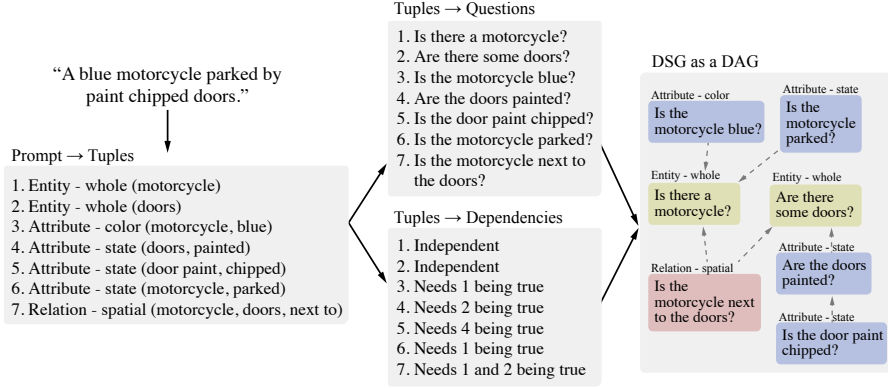 “A blue motorcycle parked by
paint chipped doors.”
Prompt → Tuples
1. Entity - whole (motorcycle)
2. Entity - whole (doors)
3. Attribute - color (motorcycle, blue)
4. Attribute - state (doors, painted)
5. Attribute - state (door paint, chipped)
6. Attribute - state (motorcycle, parked)
7. Relation - spatial (motorcycle, doors, next to)
Tuples → Questions
1. Is there a motorcycle?
2. Are there some doors?
3. Is the motorcycle blue?
4. Are the doors painted?
5. Is the door paint chipped?
6. Is the motorcycle parked?
7. Is the motorcycle next to
the doors?
Tuples → Dependencies
1. Independent
2. Independent
3. Needs 1 being true
4. Needs 2 being true
5. Needs 4 being true
6. Needs 1 being true
7. Needs 1 and 2 being true
DSG as a DAG
Attribute - color
Is the
motorcycle blue?
Attribute - state
Is the
motorcycle
parked?
Entity - whole
Is there a
motorcycle?
Entity - whole
Are there
some doors?
Relation - spatial
Is the
motorcycle next
to the doors?
Attribute - state
Are the doors
painted?
Attribute - state
Is the door paint
chipped?